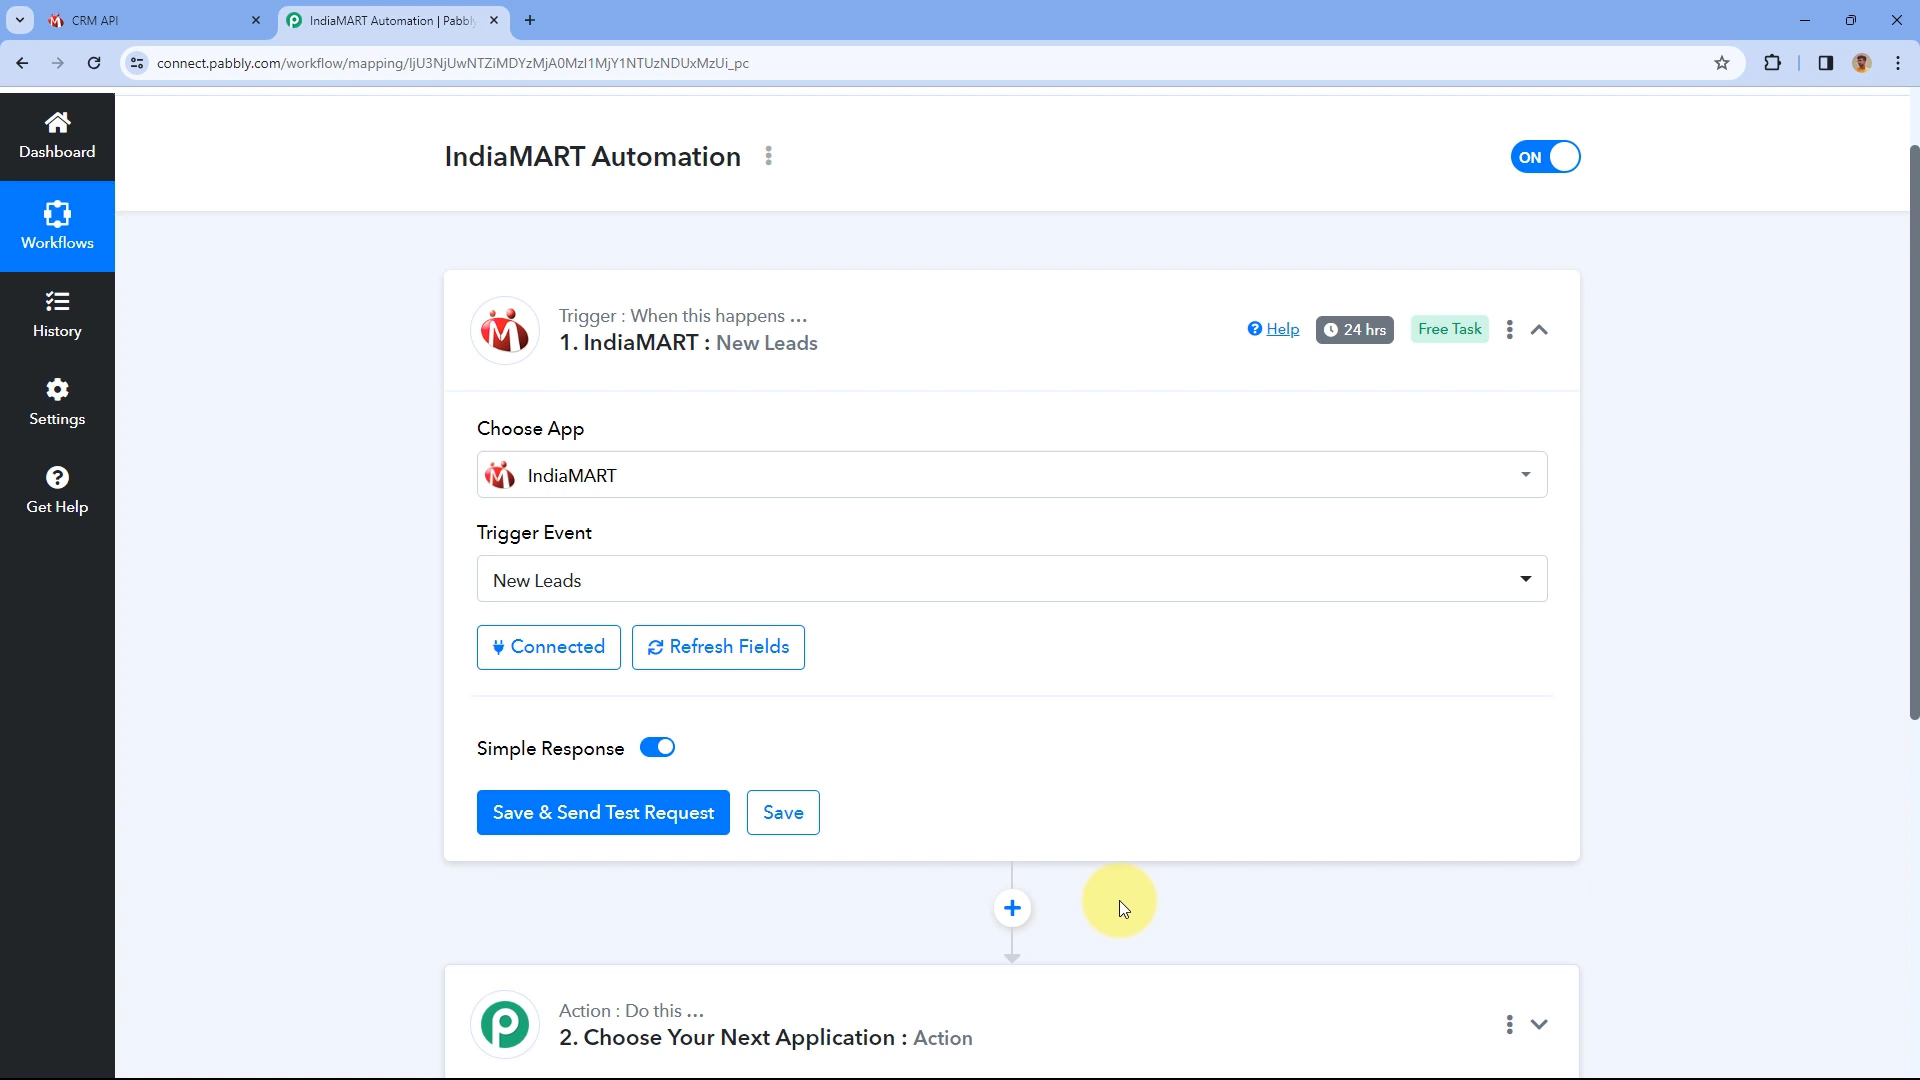 CRM API
IndiaMART Automation | Pabbly
connect.pabbly.com/workflow/mapping/IjU3NjUwNTZiMDYzMjA0MzI1MjY1NTUzNDUxMzUi_pc
Dashboard
Workflows
History
Settings
Get Help
IndiaMART Automation
ON
Trigger : When this happens ...
1. IndiaMART : New Leads
Help
24 hrs
Free Task
Choose App
IndiaMART
Trigger Event
New Leads
Connected
Refresh Fields
Simple Response
Save & Send Test Request
Save
Action : Do this ...
2. Choose Your Next Application : Action